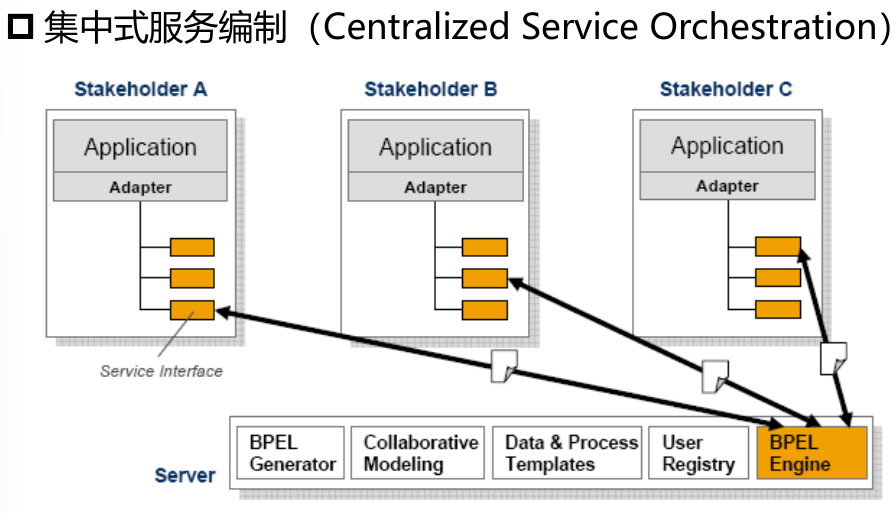 集中式服务编制（Centralized Service Orchestration）
Stakeholder A
Stakeholder B
Stakeholder C
Application
Adapter
Application
Adapter
Application
Adapter
Service Interface
Server
BPEL
Generator
Collaborative
Modeling
Data & Process
Templates
User
Registry
BPEL
Engine